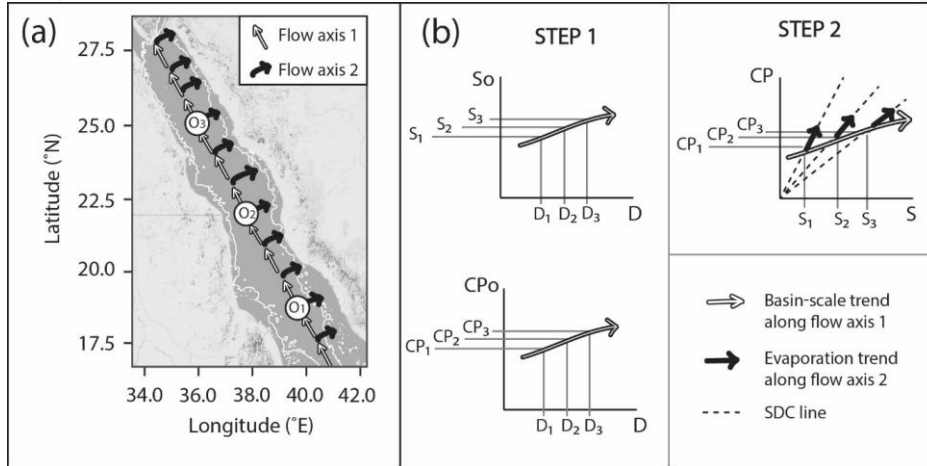 (a)
Flow axis 1
Flow axis 2
27.5
25.0
22.5
20.0
17.5
Latitude (°N)
O3
O2
O1
34.0 36.0 38.0 40.0 42.0
Longitude (°E)
(b)
STEP 1
So
S3
S2
S1
D1 D2 D3 D
CPo
CP3
CP2
CP1
D1 D2 D3 D
STEP 2
CP
CP3
CP2
CP1
S1 S2 S3 S
Basin-scale trend
along flow axis 1
Evaporation trend
along flow axis 2
SDC line